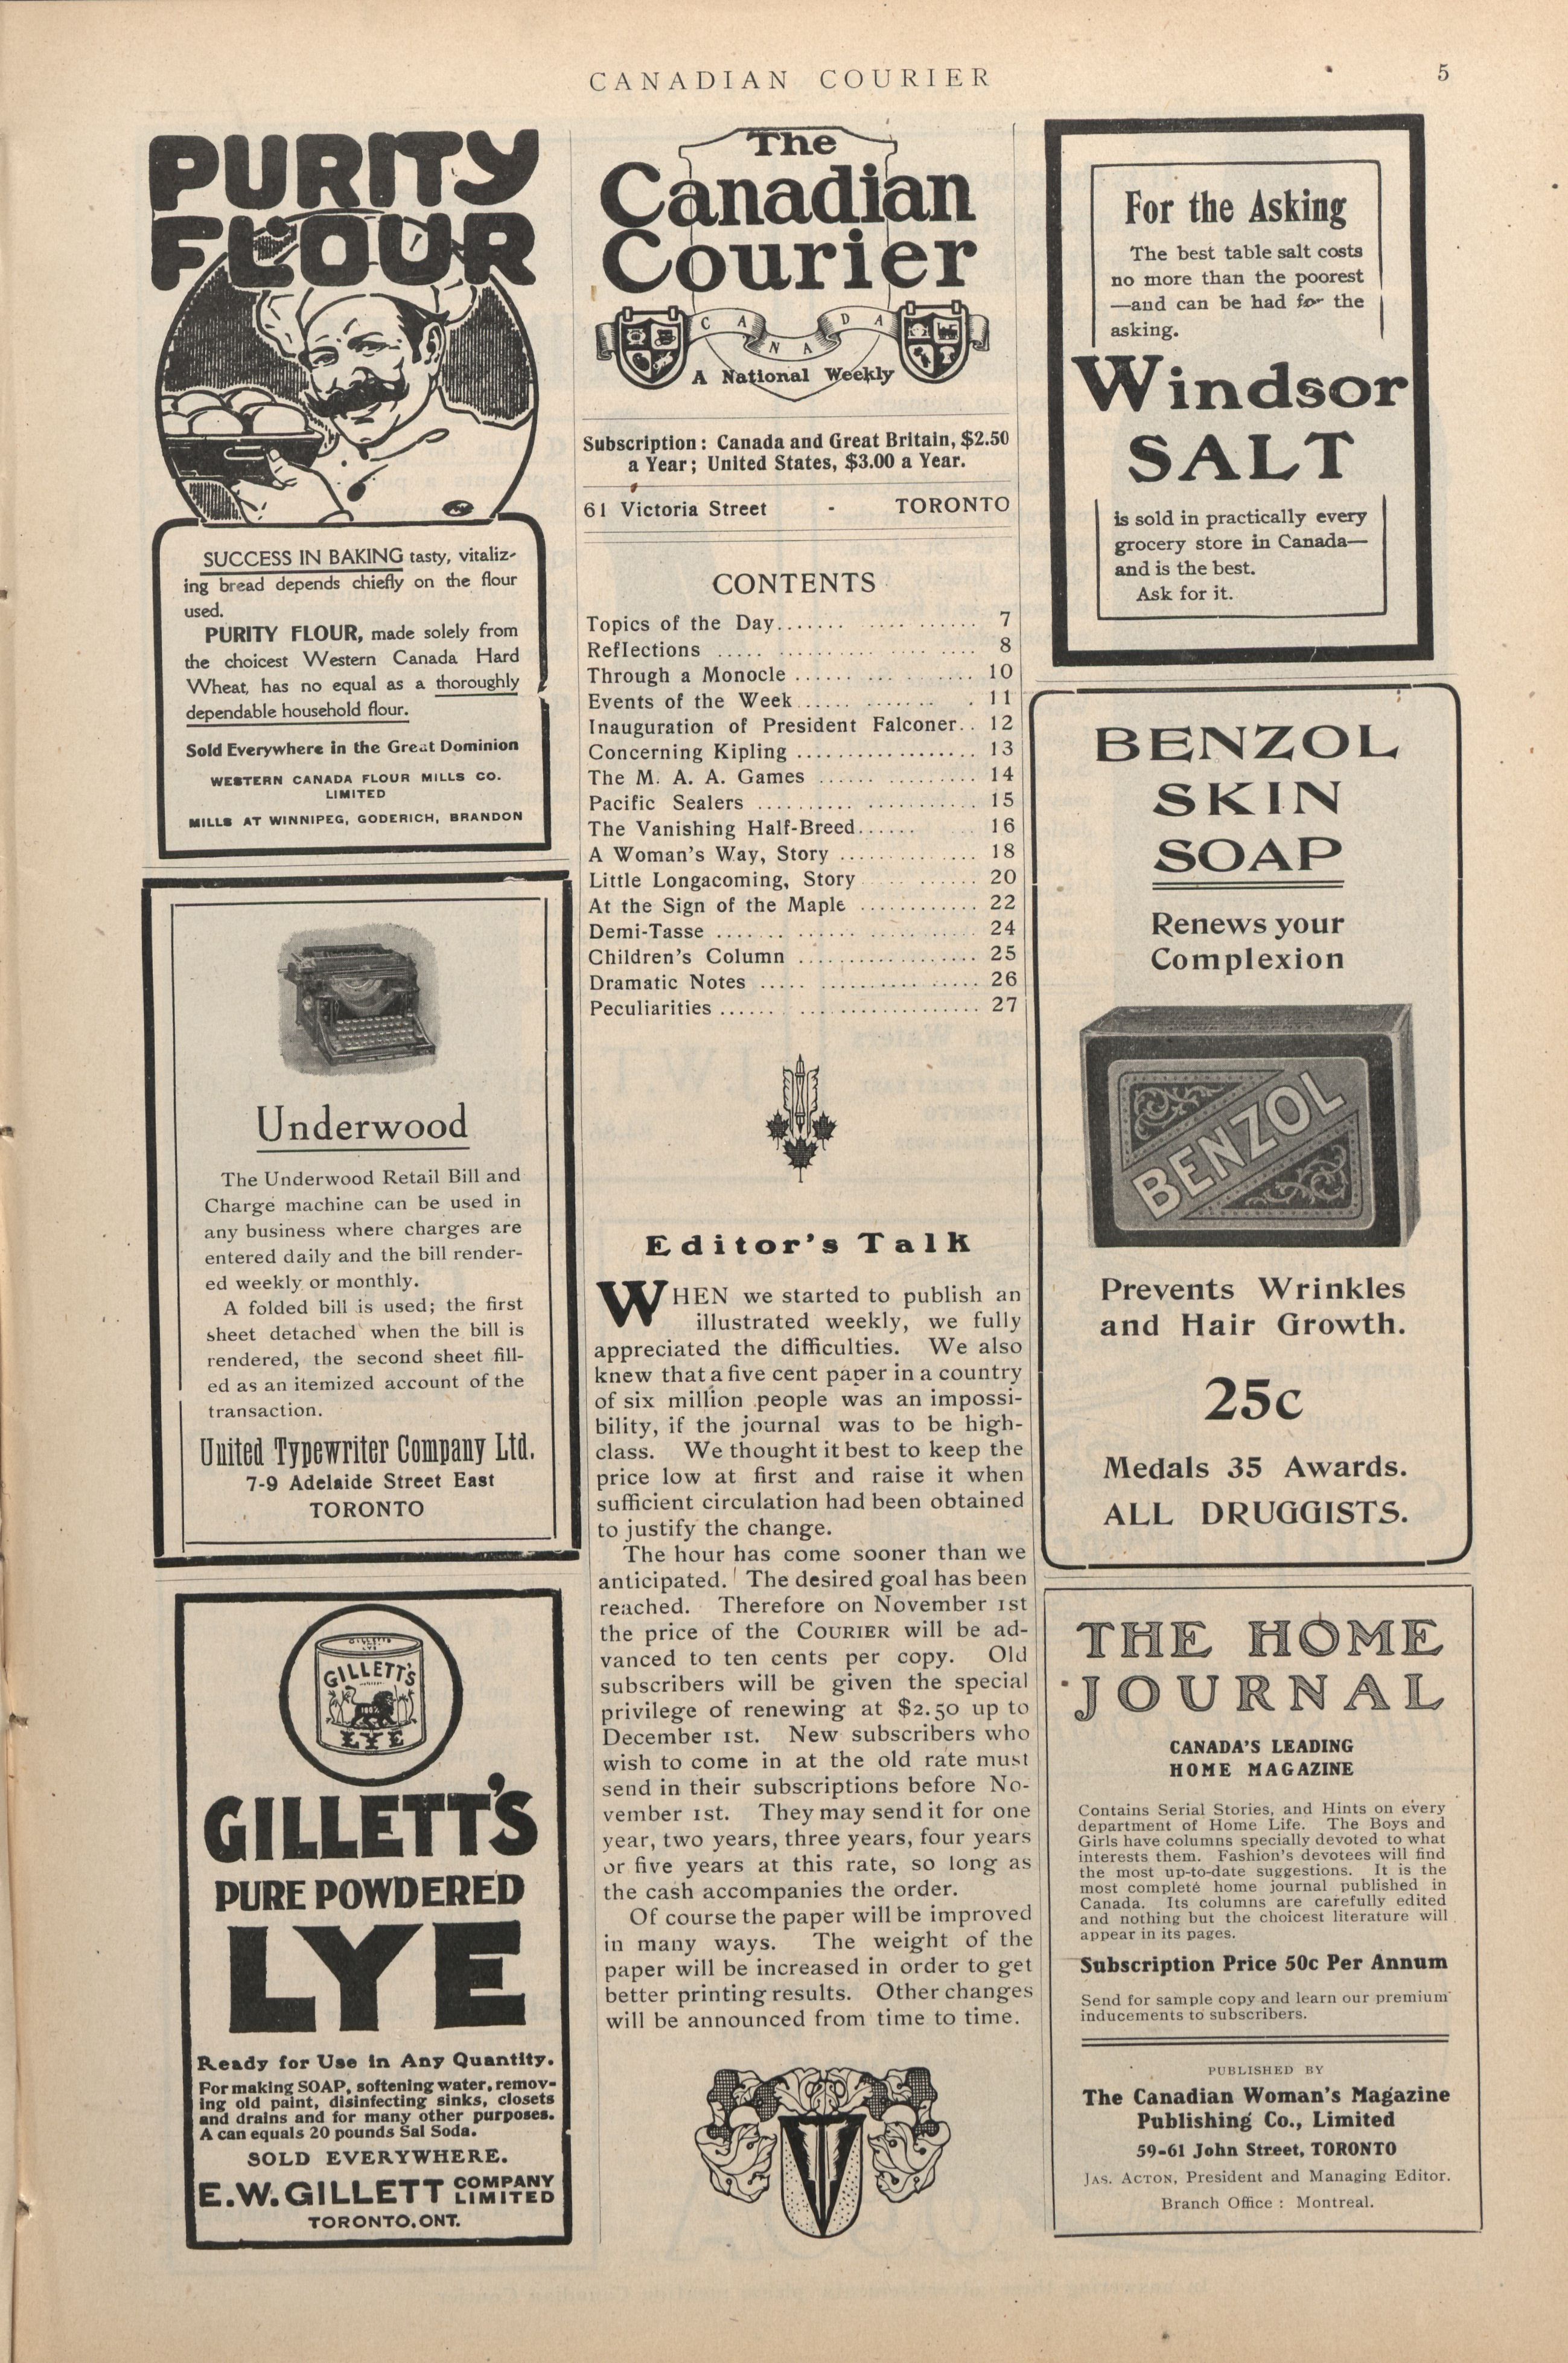 CANADIAN COURIER
5
PURITY
FLOUR
SUCCESS IN BAKING tasty, vitaliz-
ing bread depends chiefly on the flour
used.
PURITY FLOUR, made solely from
the choicest Western Canada Hard
Wheat, has no equal as a thoroughly
dependable household flour.
Sold Everywhere in the Great Dominion
WESTERN CANADA FLOUR MILLS CO.
LIMITED
MILLS AT WINNIPEG, GODERICH, BRANDON
Underwood
The Underwood Retail Bill and
Charge machine can be used in
any business where charges are
entered daily and the bill render-
ed weekly or monthly.
A folded bill is used; the first
sheet detached when the bill is
rendered, the second sheet fill-
ed as an itemized account of the
transaction.
United Typewriter Company Ltd.
7-9 Adelaide Street East
TORONTO
GILLETT'S
LYE
GILLETT'S
100%
LYE
GILLETT'S
PURE POWDERED
LYE
Ready for Use in Any Quantity.
For making SOAP, softening water, remov-
ing old paint, disinfecting sinks, closets
and drains and for many other purposes.
A can equals 20 pounds Sal Soda.
SOLD EVERYWHERE.
E.W. GILLETT COMPANY
LIMITED
TORONTO, ONT.
The
Canadian
Courier
CANADA
A National Weekly
Subscription: Canada and Great Britain, $2.50
a Year; United States, $3.00 a Year.
61 Victoria Street - TORONTO
CONTENTS
Topics of the Day 7
Reflections 8
Through a Monocle 10
Events of the Week 11
Inauguration of President Falconer 12
Concerning Kipling 13
The M. A. A. Games 14
Pacific Sealers 15
The Vanishing Half-Breed 16
A Woman's Way, Story 18
Little Longacoming, Story 20
At the Sign of the Maple 22
Demi-Tasse 24
Children's Column 25
Dramatic Notes 26
Peculiarities 27
Editor's Talk
WHEN we started to publish an
illustrated weekly, we fully
appreciated the difficulties. We also
knew that a five cent paper in a country
of six million people was an impossi-
bility, if the journal was to be high-
class. We thought it best to keep the
price low at first and raise it when
sufficient circulation had been obtained
to justify the change.
The hour has come sooner than we
anticipated. The desired goal has been
reached. Therefore on November 1st
the price of the COURIER will be ad-
vanced to ten cents per copy. Old
subscribers will be given the special
privilege of renewing at $2.50 up to
December 1st. New subscribers who
wish to come in at the old rate must
send in their subscriptions before No-
vember 1st. They may send it for one
year, two years, three years, four years
or five years at this rate, so long as
the cash accompanies the order.
Of course the paper will be improved
in many ways. The weight of the
paper will be increased in order to get
better printing results. Other changes
will be announced from time to time.
For the Asking
The best table salt costs
no more than the poorest
—and can be had for the
asking.
Windsor
SALT
is sold in practically every
grocery store in Canada—
and is the best.
Ask for it.
BENZOL
SKIN
SOAP
Renews your
Complexion
BENZOL
Prevents Wrinkles
and Hair Growth.
25c
Medals 35 Awards.
ALL DRUGGISTS.
THE HOME
JOURNAL
CANADA'S LEADING
HOME MAGAZINE
Contains Serial Stories, and Hints on every
department of Home Life. The Boys and
Girls have columns specially devoted to what
interests them. Fashion's devotees will find
the most up-to-date suggestions. It is the
most complete home journal published in
Canada. Its columns are carefully edited
and nothing but the choicest literature will
appear in its pages.
Subscription Price 50c Per Annum
Send for sample copy and learn our premium
inducements to subscribers.
PUBLISHED BY
The Canadian Woman's Magazine
Publishing Co., Limited
59-61 John Street, TORONTO
JAS. ACTON, President and Managing Editor.
Branch Office: Montreal.